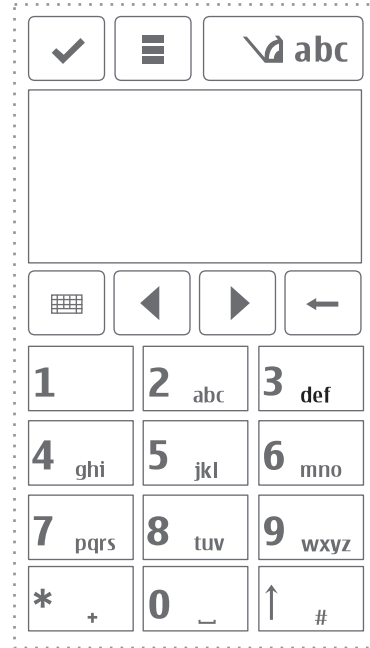 abc
1 2 abc 3 def
4 ghi 5 jkl 6 mno
7 pqrs 8 tuv 9 wxyz
* + 0 ⌴ ↑ #